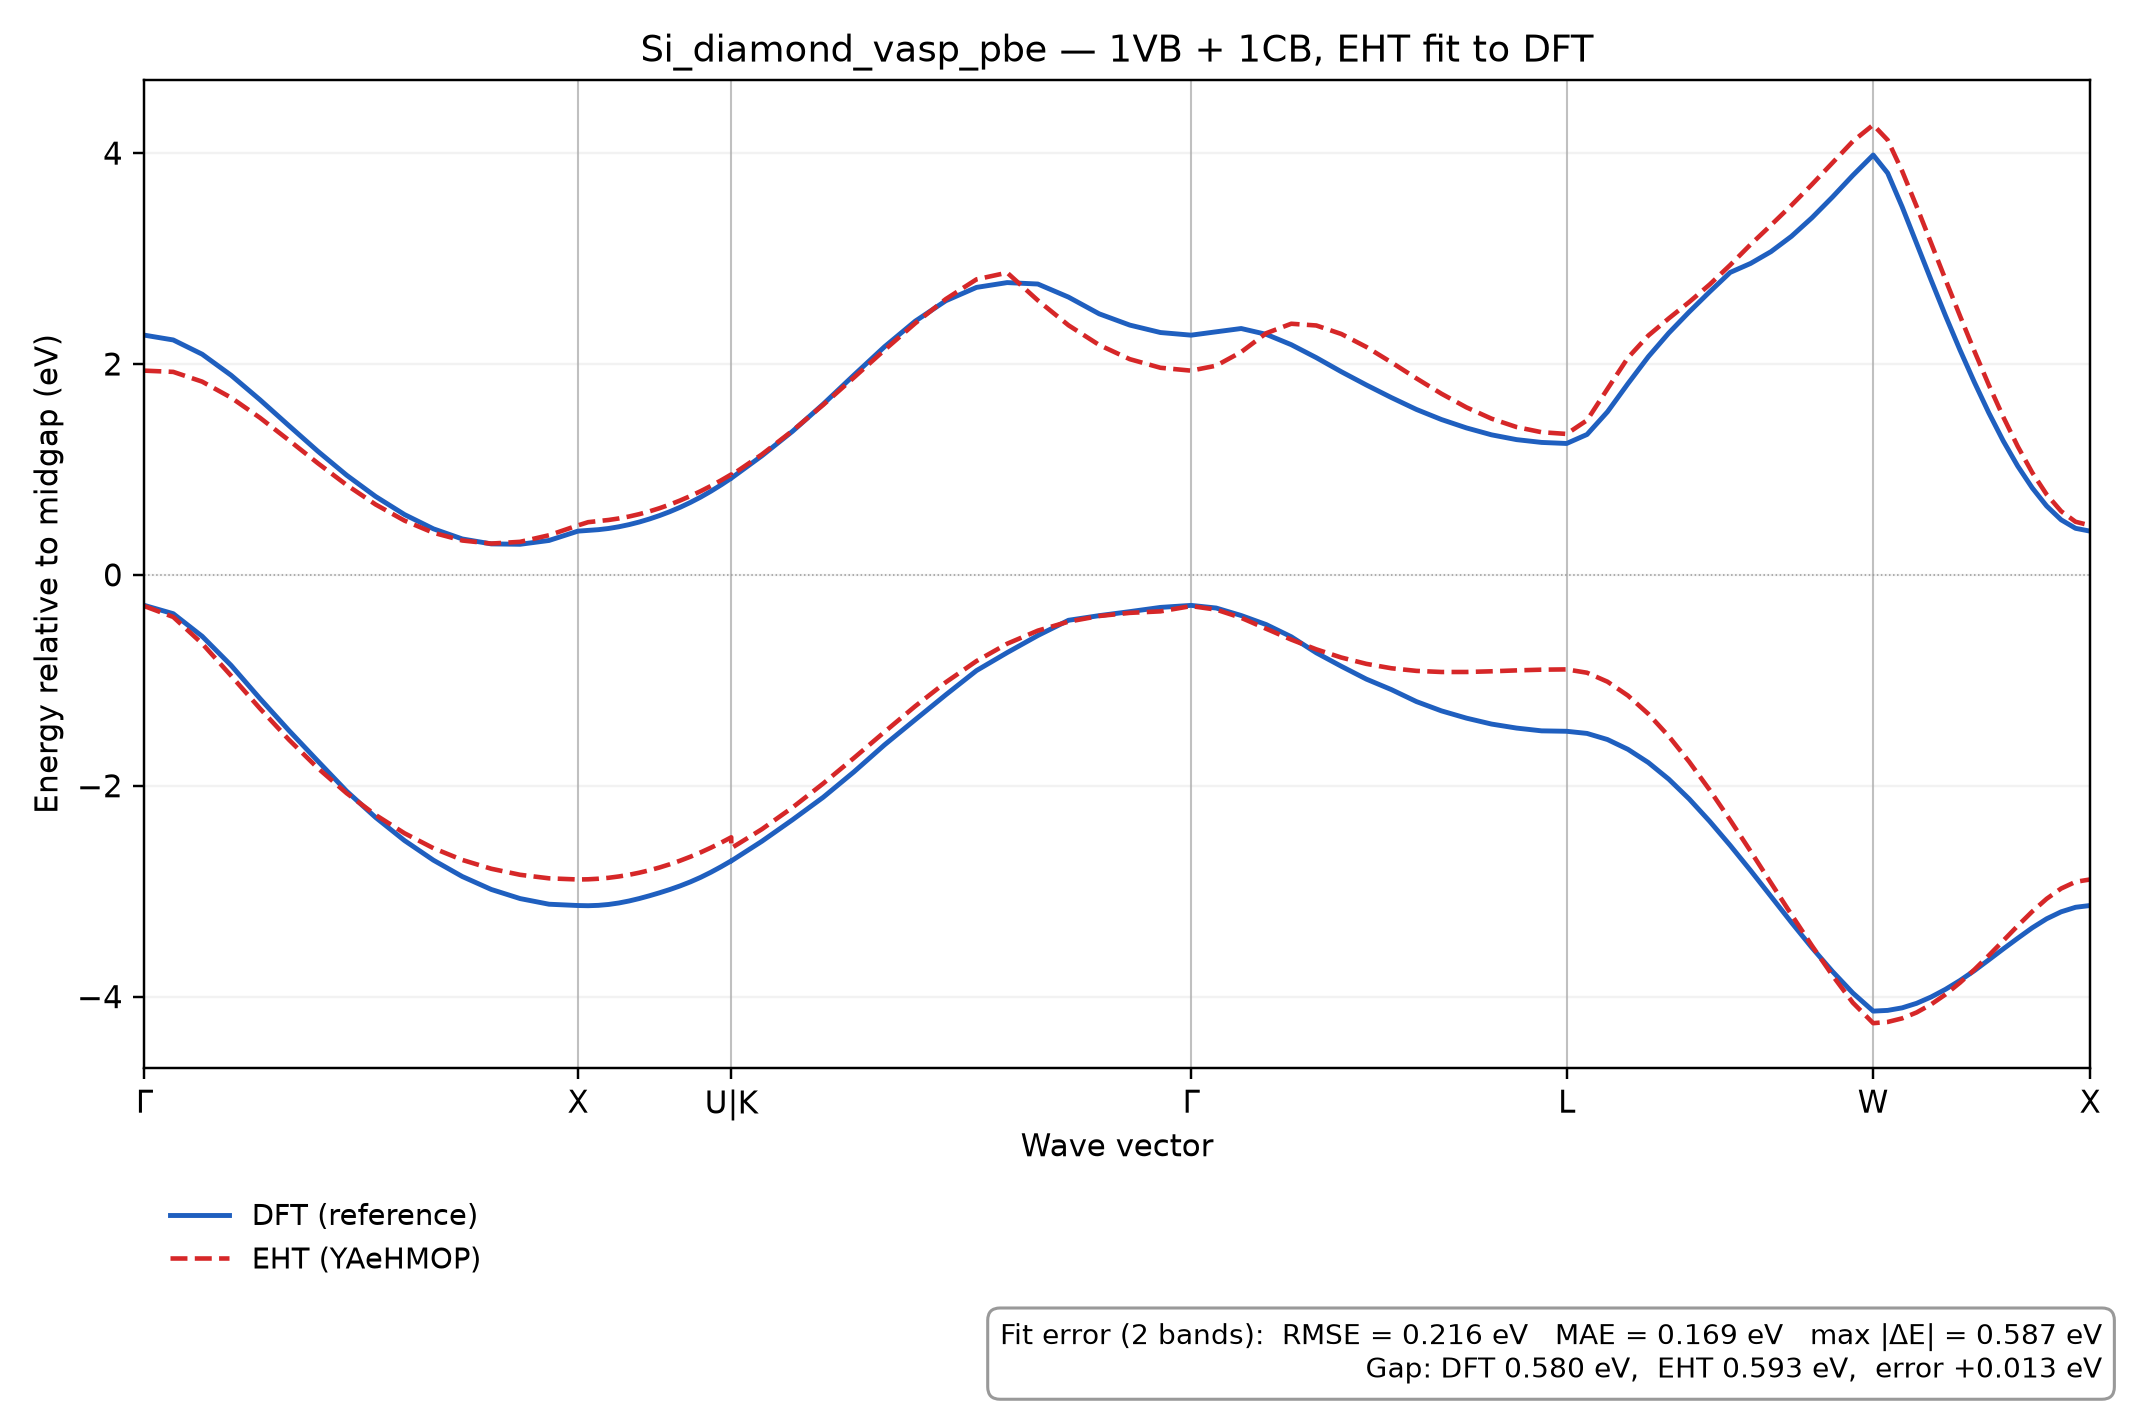 Si_diamond_vasp_pbe — 1VB + 1CB, EHT fit to DFT
Energy relative to midgap (eV)
4
2
0
−2
−4
Γ X U|K Γ L W X
Wave vector
DFT (reference)
EHT (YAeHMOP)
Fit error (2 bands): RMSE = 0.216 eV MAE = 0.169 eV max |ΔE| = 0.587 eV
Gap: DFT 0.580 eV, EHT 0.593 eV, error +0.013 eV